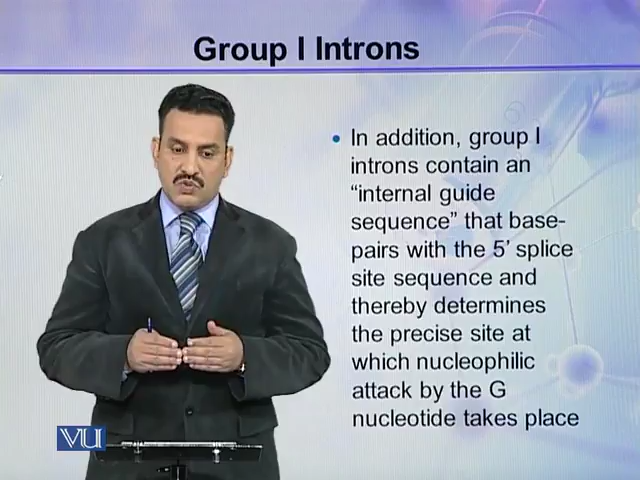 Group I Introns
• In addition, group I
introns contain an
“internal guide
sequence” that base-
pairs with the 5’ splice
site sequence and
thereby determines
the precise site at
which nucleophilic
attack by the G
nucleotide takes place
VU